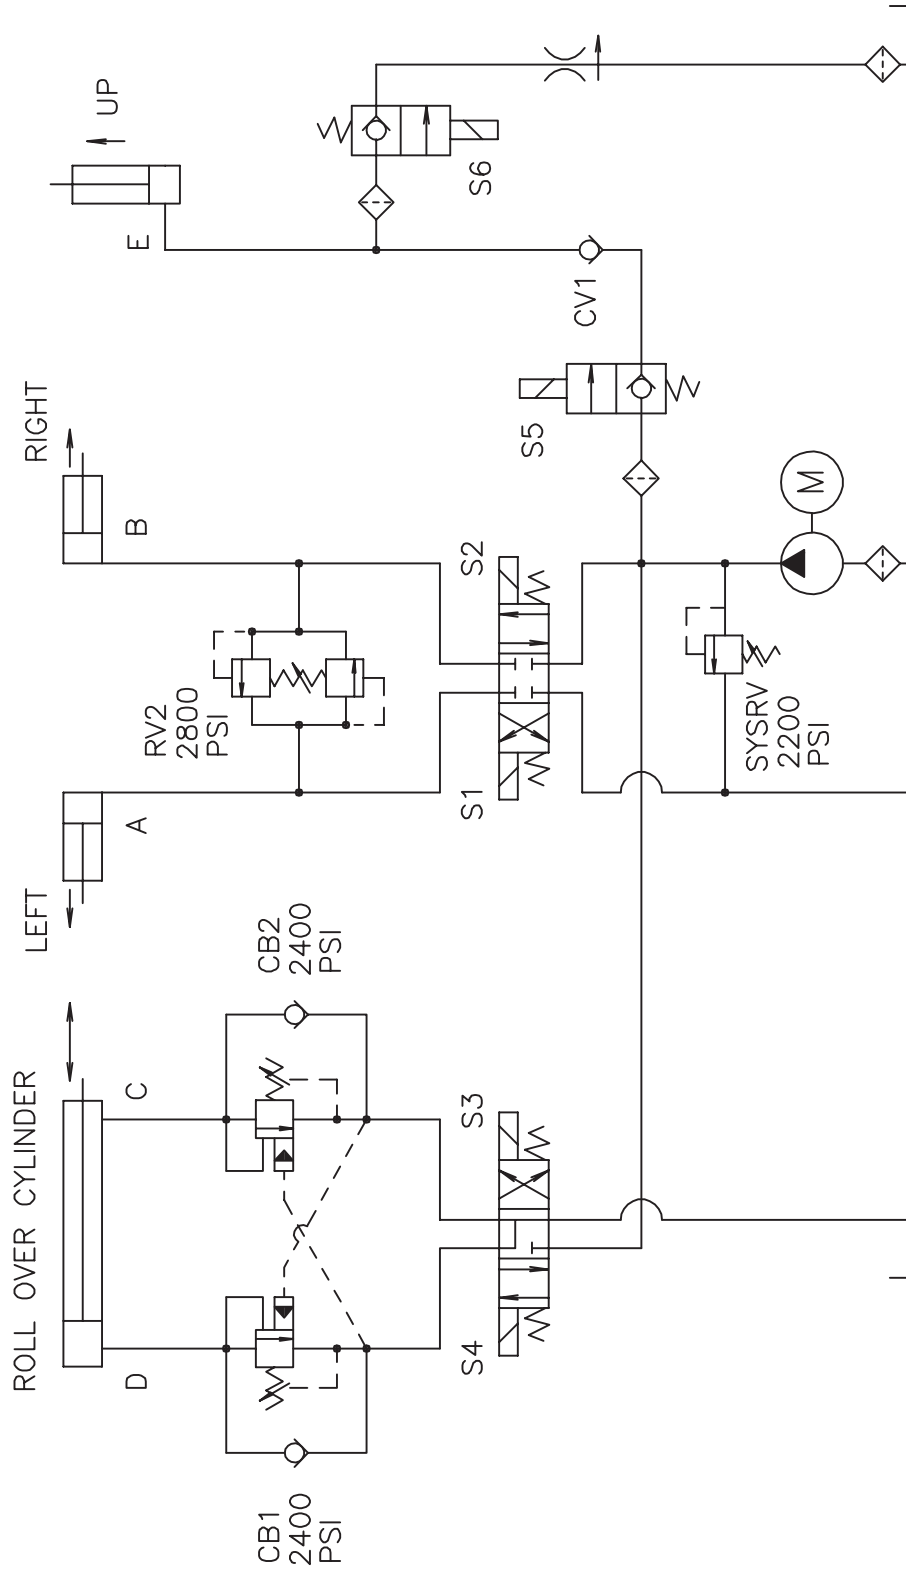 ROLL OVER CYLINDER
LEFT
RIGHT
UP
D
C
A
B
E
CB1
2400
PSI
CB2
2400
PSI
RV2
2800
PSI
S4
S3
S1
S2
S5
S6
CV1
SYSRV
2200
PSI
M